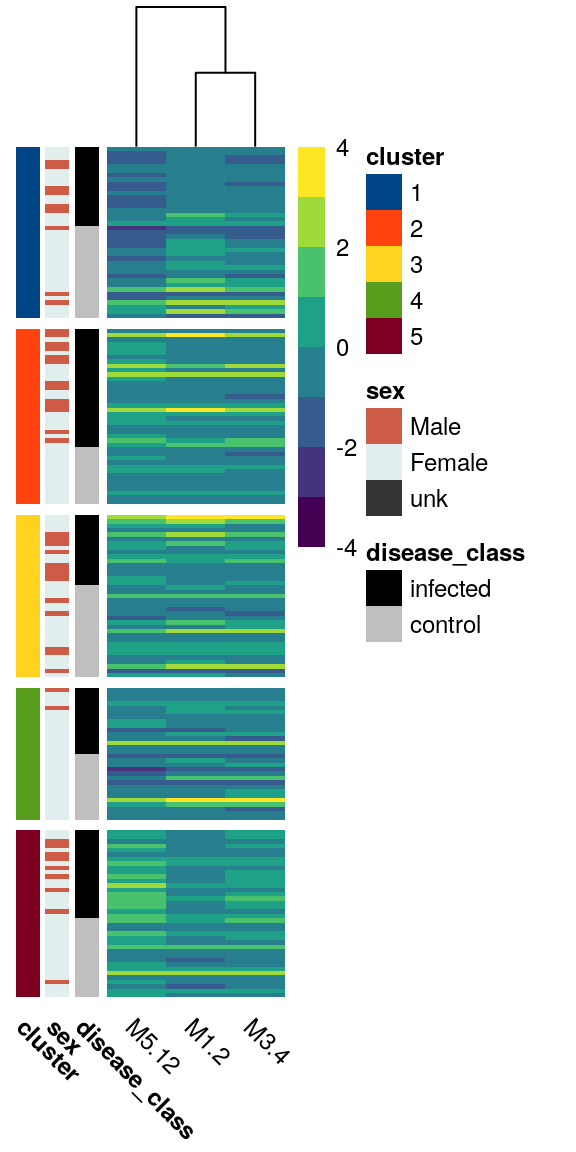 4
2
0
-2
-4
cluster
1
2
3
4
5
sex
Male
Female
unk
disease_class
infected
control
cluster
sex
disease_class
M5.12
M1.2
M3.4